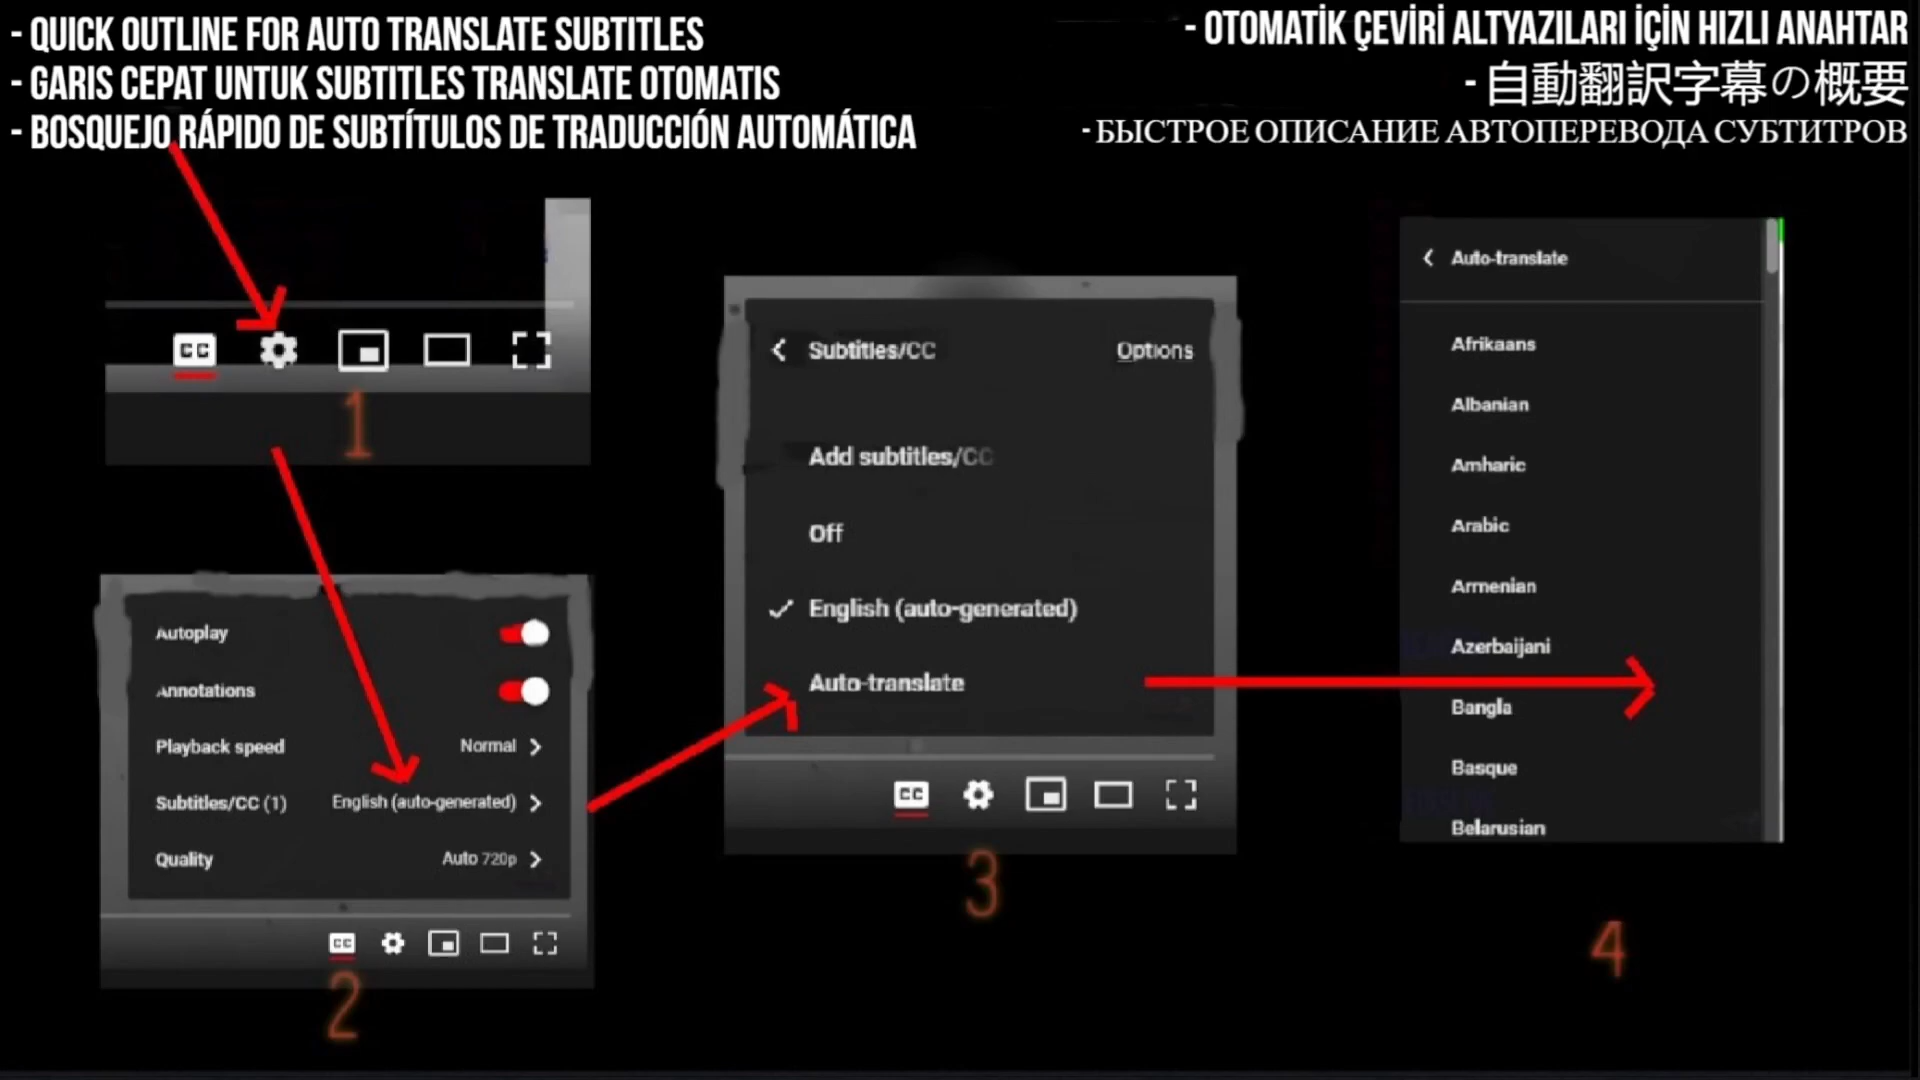 - QUICK OUTLINE FOR AUTO TRANSLATE SUBTITLES
- GARIS CEPAT UNTUK SUBTITLES TRANSLATE OTOMATIS
- BOSQUEJO RÁPIDO DE SUBTÍTULOS DE TRADUCCIÓN AUTOMÁTICA
- OTOMATİK ÇEVİRİ ALTYAZILARI İÇİN HIZLI ANAHTAR
- 自動翻訳字幕の概要
- БЫСТРОЕ ОПИСАНИЕ АВТОПЕРЕВОДА СУБТИТРОВ
CC
1
Autoplay
Annotations
Playback speed Normal
Subtitles/CC (1) English (auto-generated)
Quality Auto 720p
CC
2
Subtitles/CC Options
Add subtitles/CC
Off
English (auto-generated)
Auto-translate
CC
3
Auto-translate
Afrikaans
Albanian
Amharic
Arabic
Armenian
Azerbaijani
Bangla
Basque
Belarusian
4